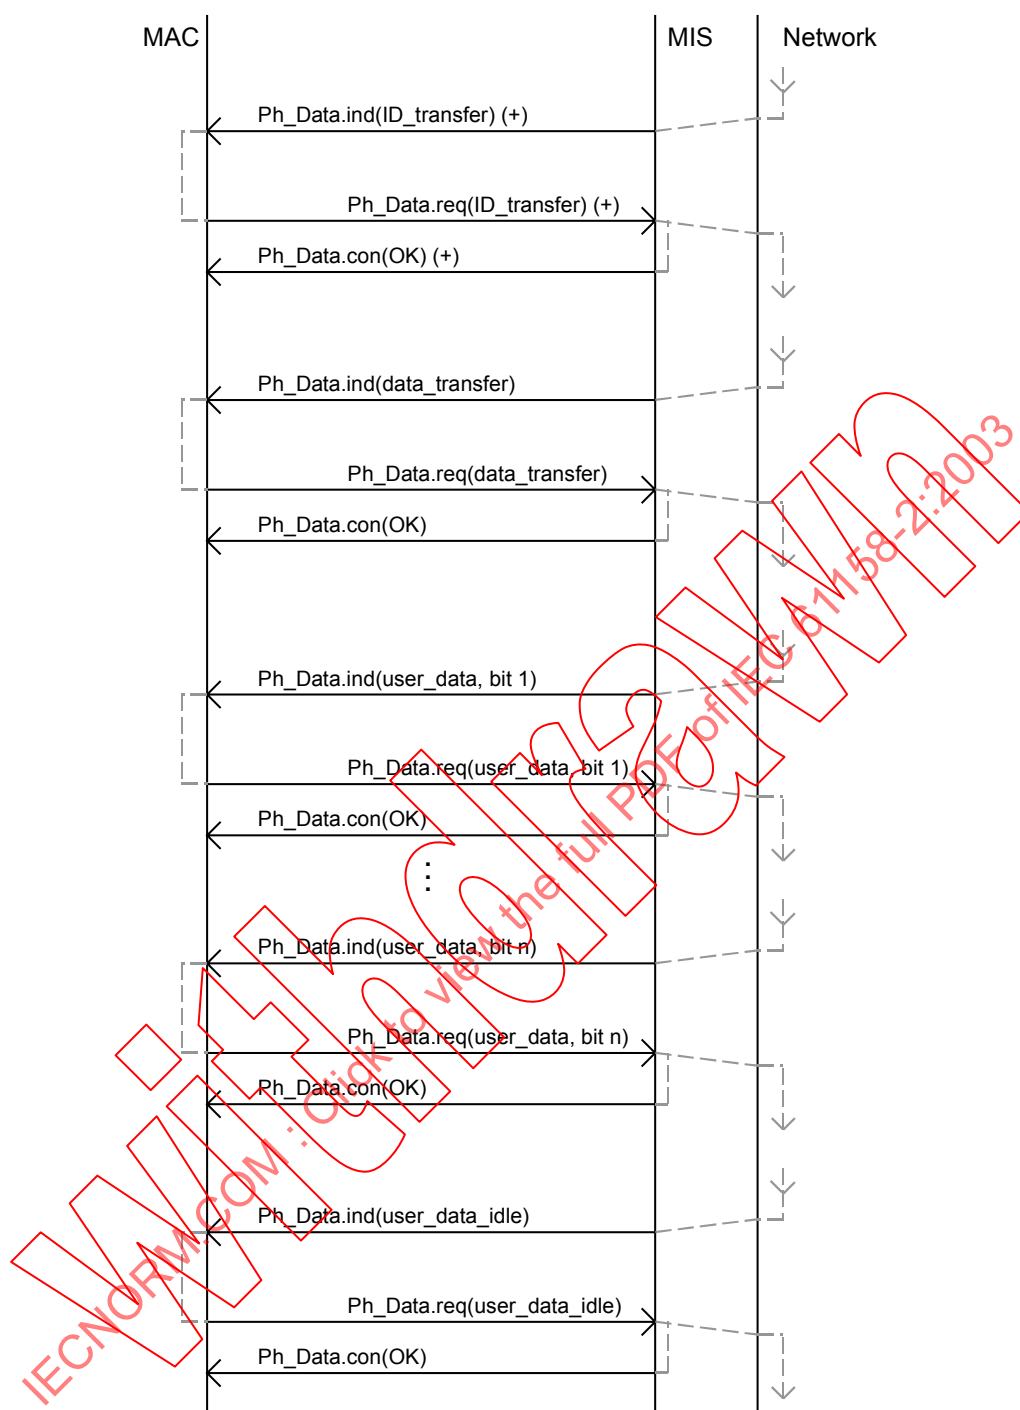 MAC MIS Network
Ph_Data.ind(ID_transfer) (+)
Ph_Data.req(ID_transfer) (+)
Ph_Data.con(OK) (+)
Ph_Data.ind(data_transfer)
Ph_Data.req(data_transfer)
Ph_Data.con(OK)
Ph_Data.ind(user_data, bit 1)
Ph_Data.req(user_data, bit 1)
Ph_Data.con(OK)
⋮
Ph_Data.ind(user_data, bit n)
Ph_Data.req(user_data, bit n)
Ph_Data.con(OK)
Ph_Data.ind(user_data_idle)
Ph_Data.req(user_data_idle)
Ph_Data.con(OK)
Withdrawn
IECNORM.COM : Click to view the full PDF of IEC 61158-2:2003